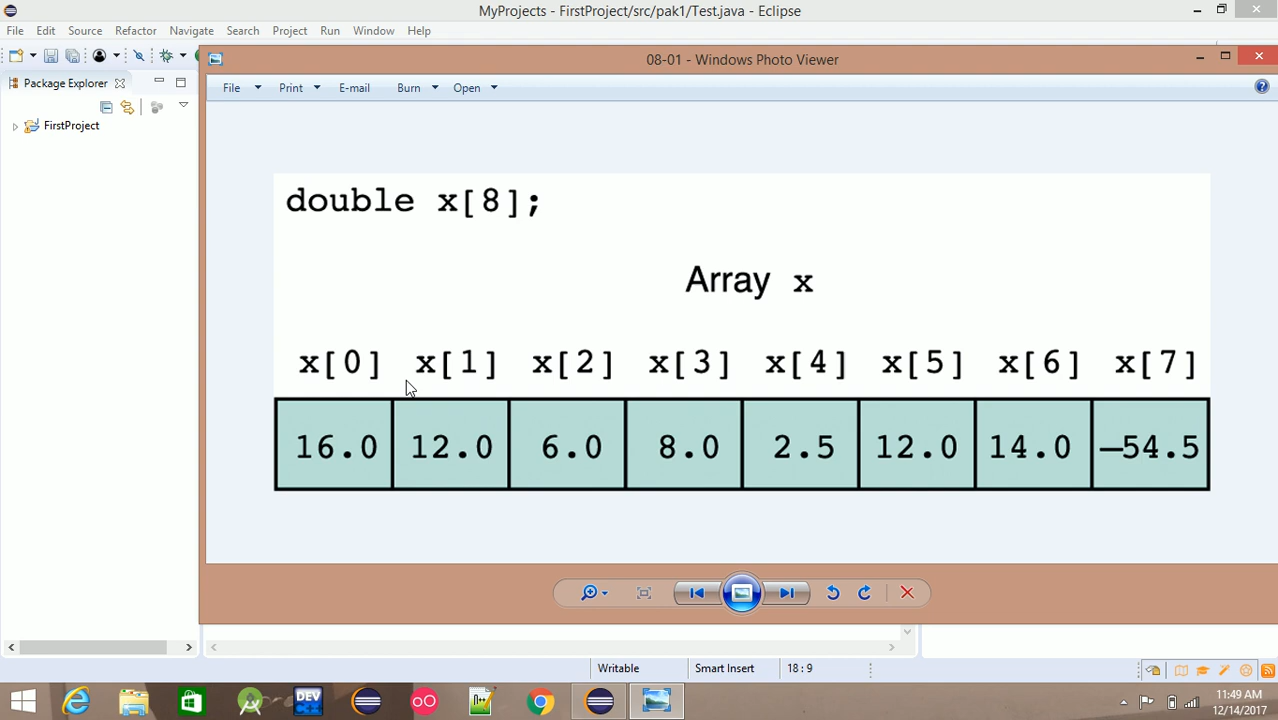 MyProjects - FirstProject/src/pak1/Test.java - Eclipse
File Edit Source Refactor Navigate Search Project Run Window Help
08-01 - Windows Photo Viewer
Package Explorer
File Print E-mail Burn Open
FirstProject
double x[8];
Array x
x[0] x[1] x[2] x[3] x[4] x[5] x[6] x[7]
16.0 12.0 6.0 8.0 2.5 12.0 14.0 –54.5
Writable Smart Insert 18 : 9
DEV
11:49 AM
12/14/2017